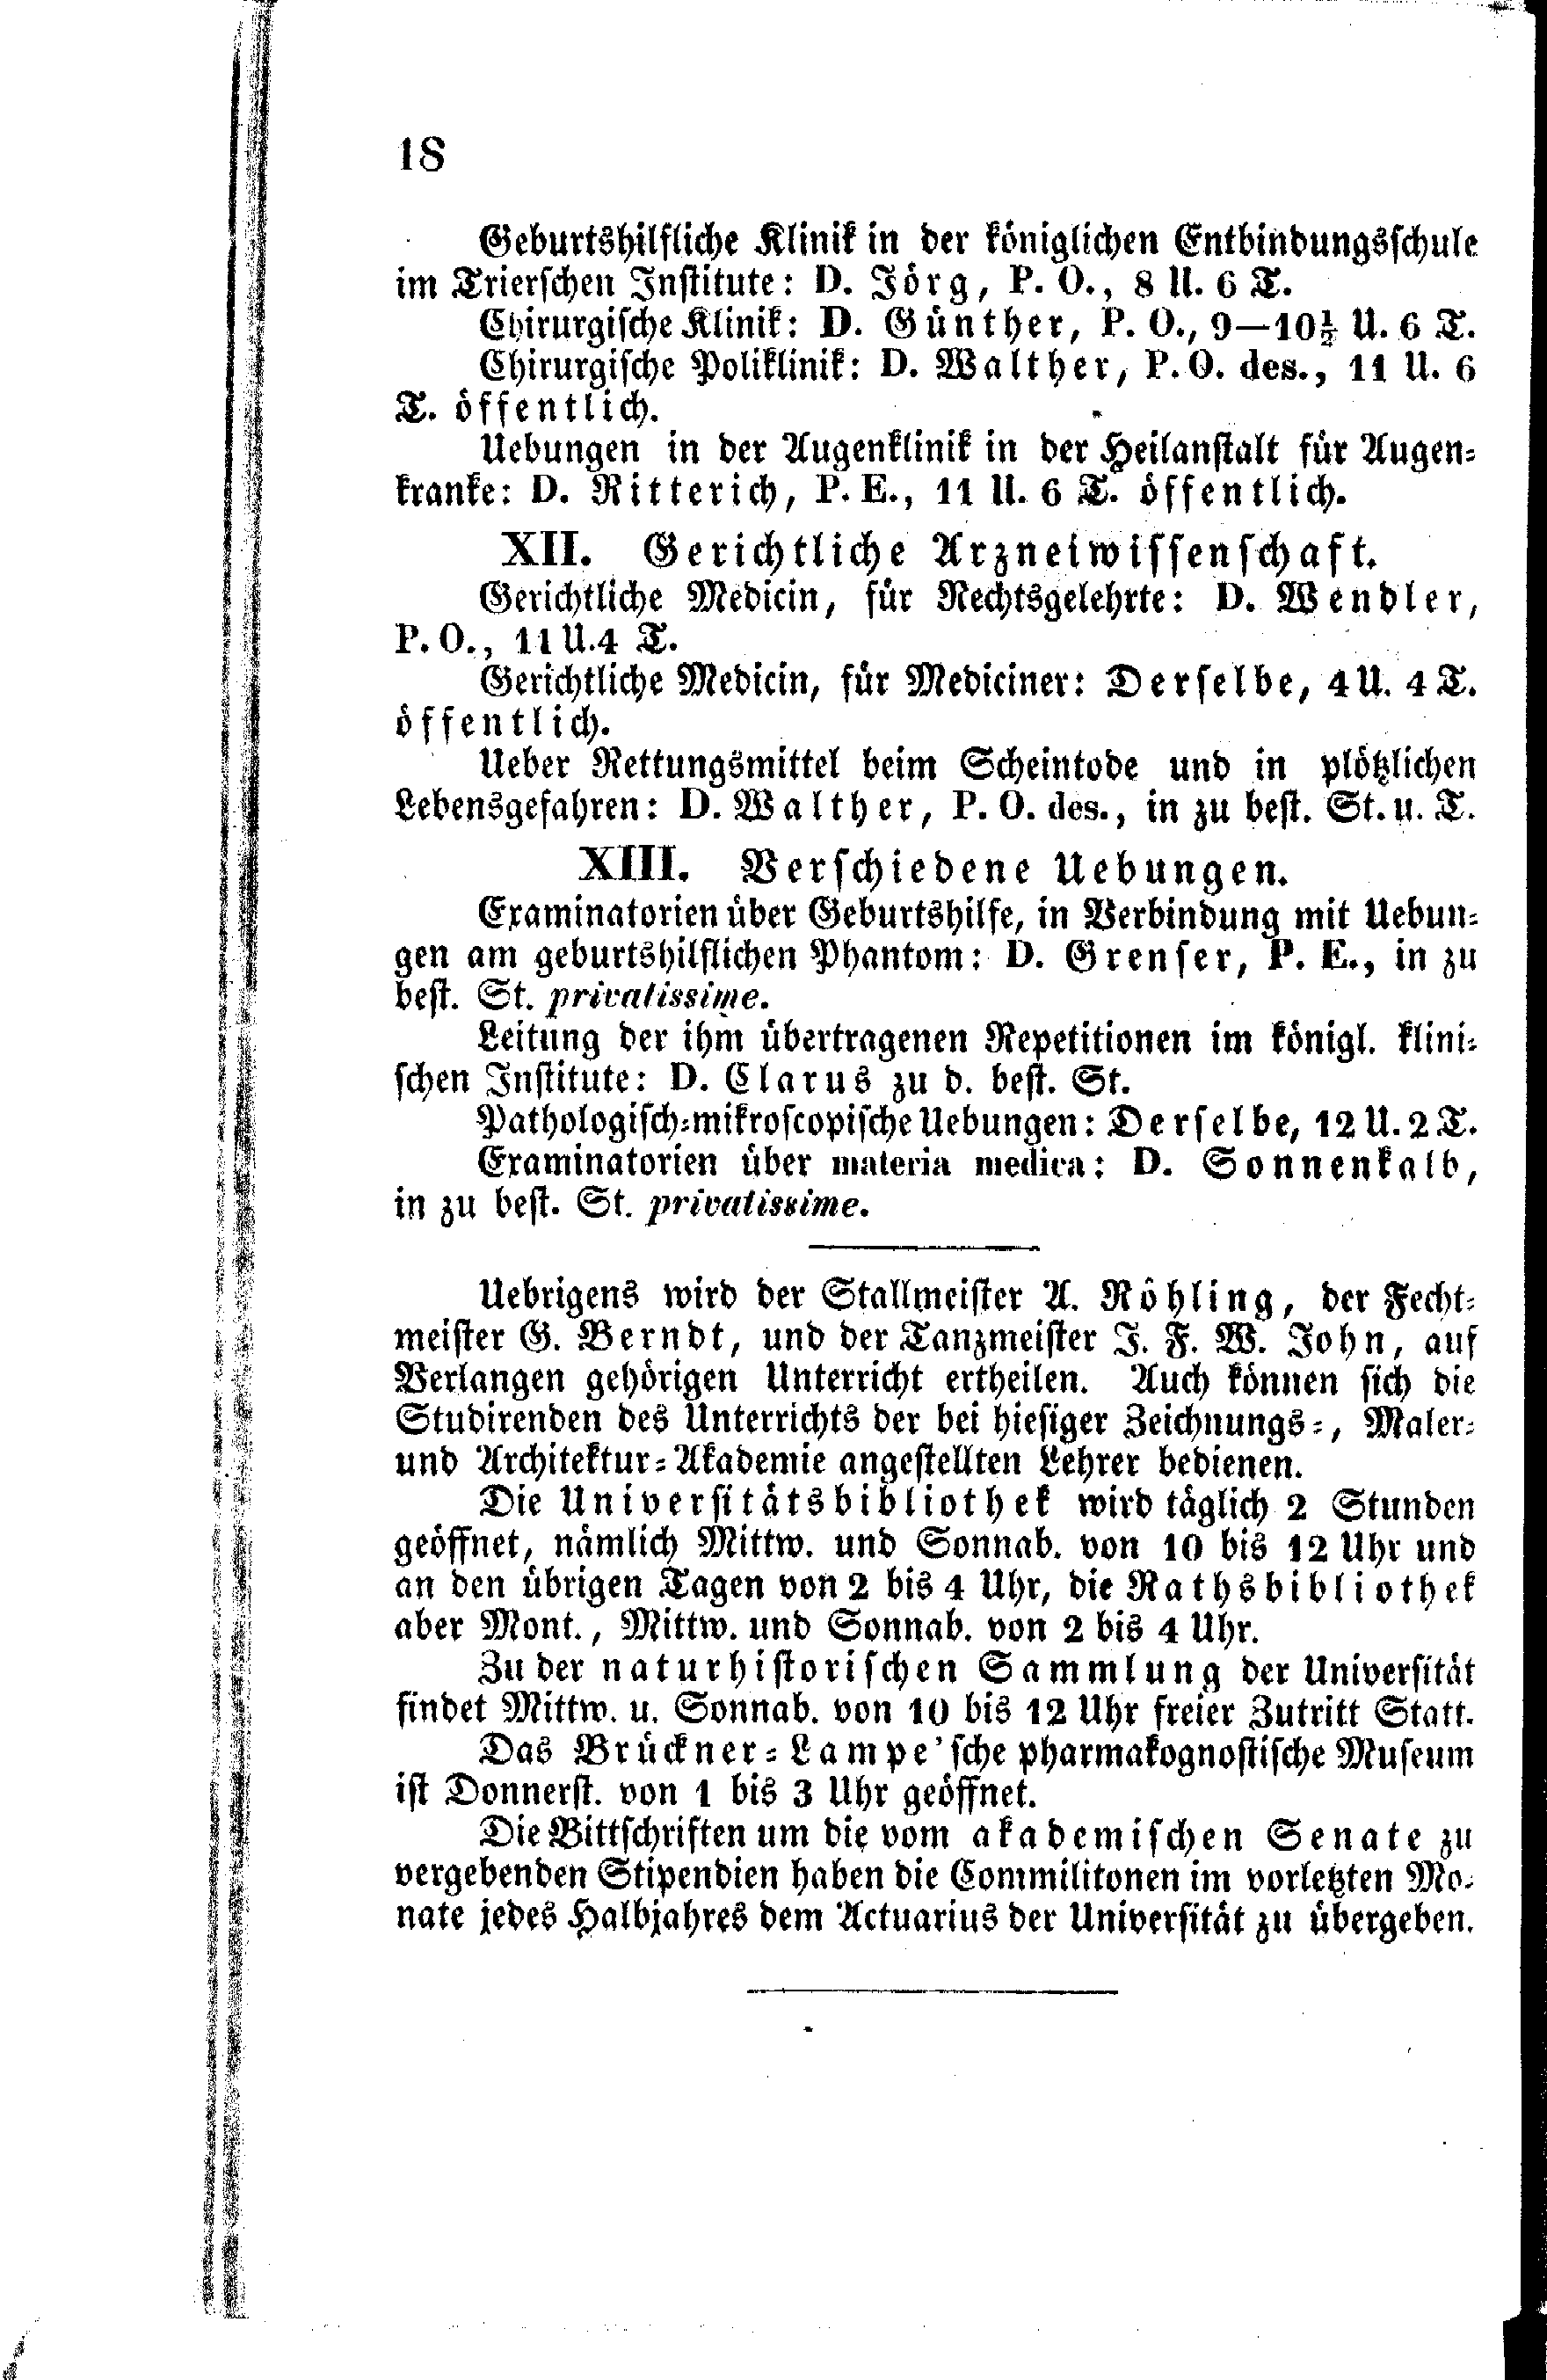 18
Geburtshilfliche Klinik in der königlichen Entbindungsschule
im Trierschen Institute: D. Jörg, P. O., 8 U. 6 T.
Chirurgische Klinik: D. Günther, P. O., 9—10½ U. 6 T.
Chirurgische Poliklinik: D. Walther, P. O. des., 11 U. 6
T. öffentlich.
Uebungen in der Augenklinik in der Heilanstalt für Augen-
kranke: D. Ritterich, P. E., 11 U. 6 T. öffentlich.
XII. Gerichtliche Arzneiwissenschaft.
Gerichtliche Medicin, für Rechtsgelehrte: D. Wendler,
P. O., 11 U. 4 T.
Gerichtliche Medicin, für Mediciner: Derselbe, 4 U. 4 T.
öffentlich.
Ueber Rettungsmittel beim Scheintode und in plötzlichen
Lebensgefahren: D. Walther, P. O. des., in zu best. St. u. T.
XIII. Verschiedene Uebungen.
Examinatorien über Geburtshilfe, in Verbindung mit Uebun-
gen am geburtshilflichen Phantom: D. Grenser, P. E., in zu
best. St. privatissime.
Leitung der ihm übertragenen Repetitionen im königl. klini-
schen Institute: D. Clarus zu d. best. St.
Pathologisch-mikroscopische Uebungen: Derselbe, 12 U. 2 T.
Examinatorien über materia medica: D. Sonnenkalb,
in zu best. St. privatissime.
Uebrigens wird der Stallmeister A. Röhling, der Fecht-
meister G. Berndt, und der Tanzmeister J. F. W. John, auf
Verlangen gehörigen Unterricht ertheilen. Auch können sich die
Studirenden des Unterrichts der bei hiesiger Zeichnungs-, Maler-
und Architektur-Akademie angestellten Lehrer bedienen.
Die Universitätsbibliothek wird täglich 2 Stunden
geöffnet, nämlich Mittw. und Sonnab. von 10 bis 12 Uhr und
an den übrigen Tagen von 2 bis 4 Uhr, die Rathsbibliothek
aber Mont., Mittw. und Sonnab. von 2 bis 4 Uhr.
Zu der naturhistorischen Sammlung der Universität
findet Mittw. u. Sonnab. von 10 bis 12 Uhr freier Zutritt Statt.
Das Brückner-Lampe'sche pharmakognostische Museum
ist Donnerst. von 1 bis 3 Uhr geöffnet.
Die Bittschriften um die vom akademischen Senate zu
vergebenden Stipendien haben die Commilitonen im vorletzten Mo-
nate jedes Halbjahres dem Actuarius der Universität zu übergeben.